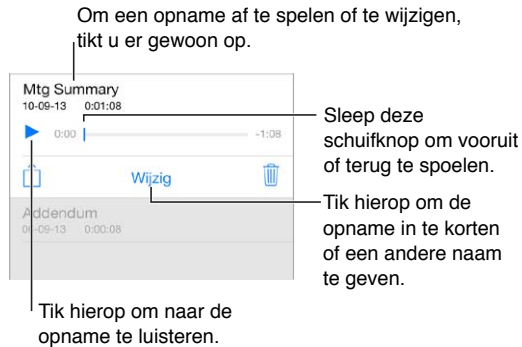 Om een opname af te spelen of te wijzigen,
tikt u er gewoon op.
Mtg Summary
10-09-13 0:01:08
0:00 -1:08
Sleep deze
schuifknop om vooruit
of terug te spoelen.
Wijzig
Tik hierop om de
opname in te korten
of een andere naam
te geven.
Addendum
06-09-13 0:00:08
Tik hierop om naar de
opname te luisteren.